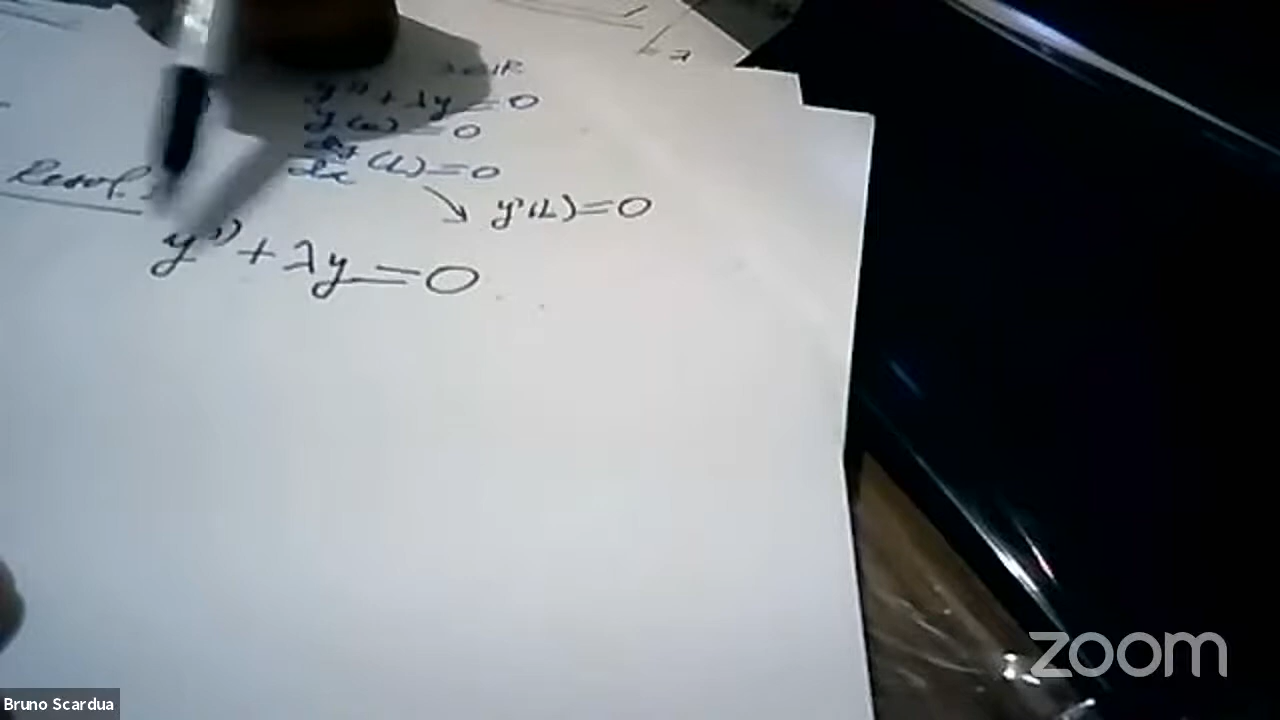 y'' + λy = 0
y(0) = 0
dy/dx (L) = 0
y'(L) = 0
Resol.
y'' + λy = 0
zoom
Bruno Scardua